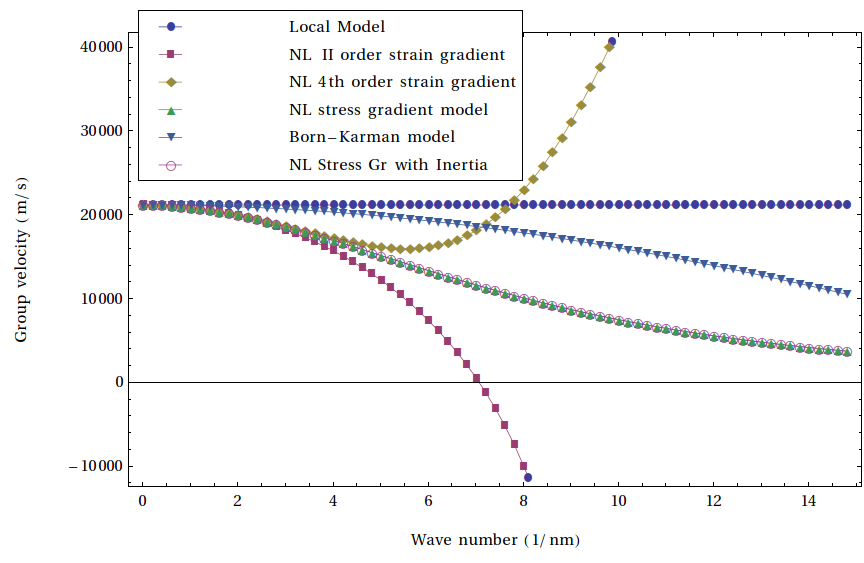 Local Model
NL II order strain gradient
NL 4th order strain gradient
NL stress gradient model
Born–Karman model
NL Stress Gr with Inertia
40000
30000
20000
10000
0
−10000
Group velocity (m/s)
0 2 4 6 8 10 12 14
Wave number (1/nm)